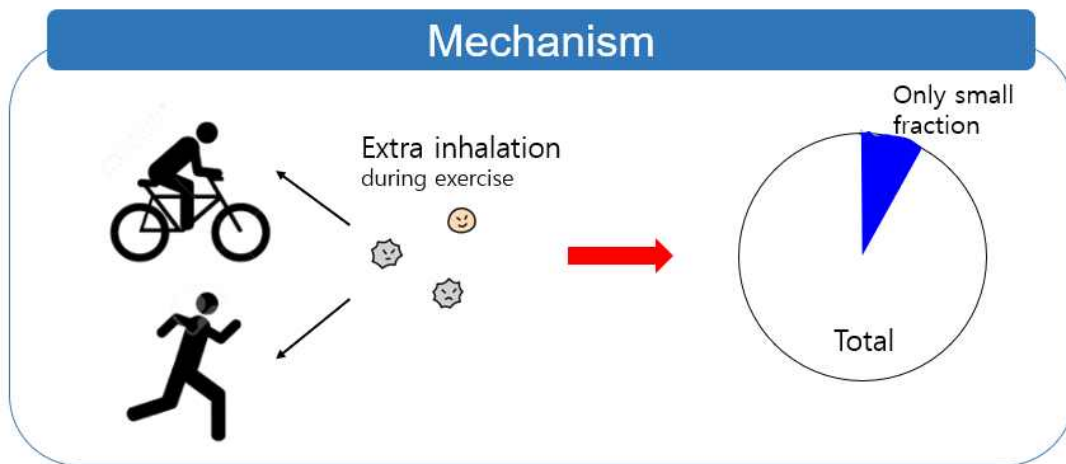 Mechanism
Extra inhalation
during exercise
Only small
fraction
Total